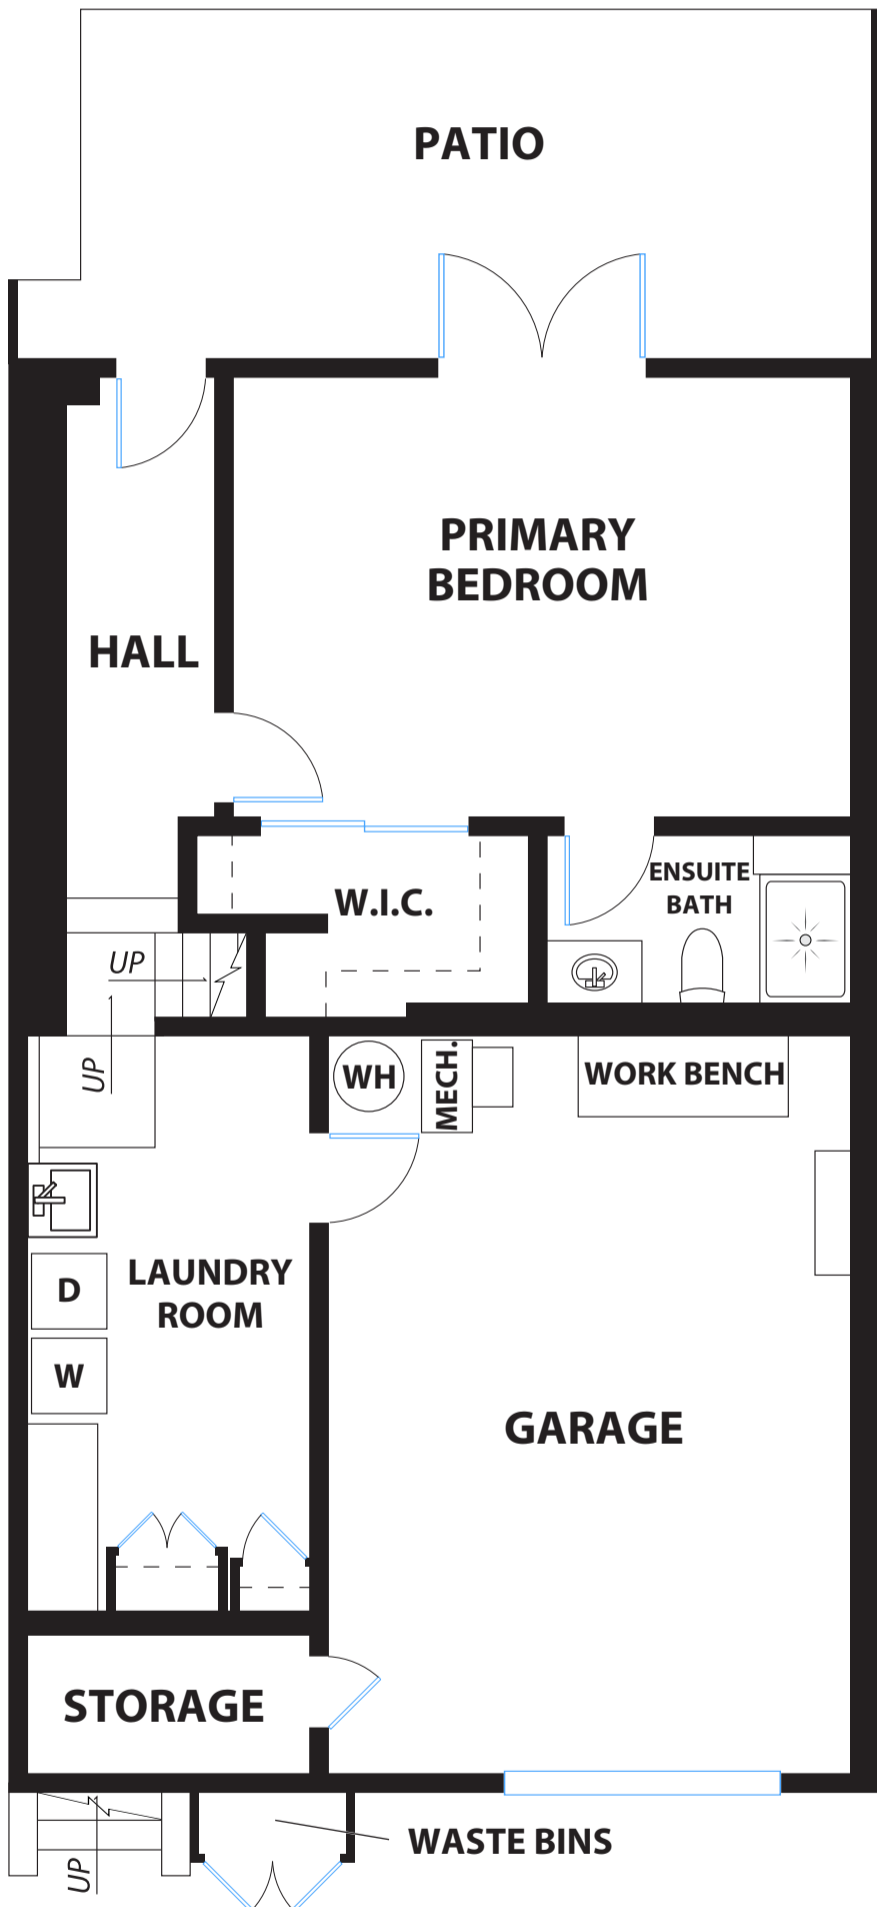 PATIO
PRIMARY
BEDROOM
HALL
ENSUITE
BATH
W.I.C.
UP
UP
WH
MECH.
WORK BENCH
LAUNDRY
ROOM
D
W
GARAGE
STORAGE
WASTE BINS
UP